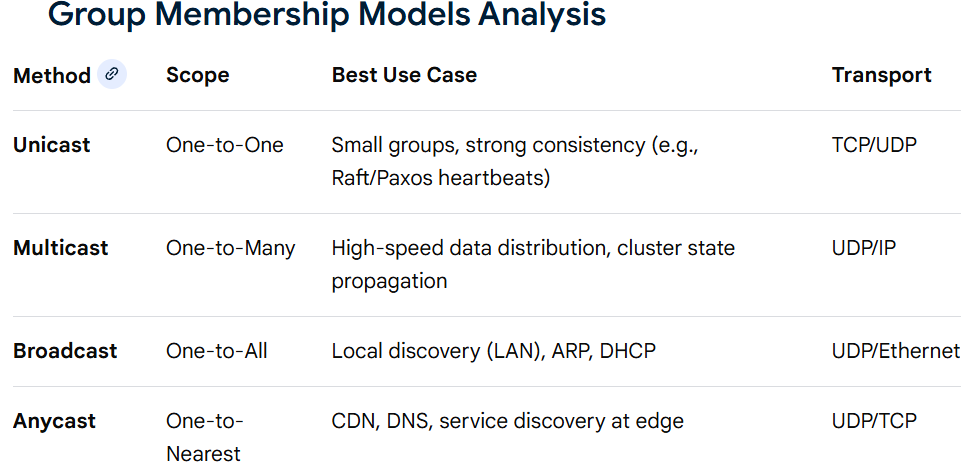 Group Membership Models Analysis
Method Scope Best Use Case Transport
Unicast One-to-One Small groups, strong consistency (e.g., TCP/UDP
Raft/Paxos heartbeats)
Multicast One-to-Many High-speed data distribution, cluster state UDP/IP
propagation
Broadcast One-to-All Local discovery (LAN), ARP, DHCP UDP/Ethernet
Anycast One-to- CDN, DNS, service discovery at edge UDP/TCP
Nearest